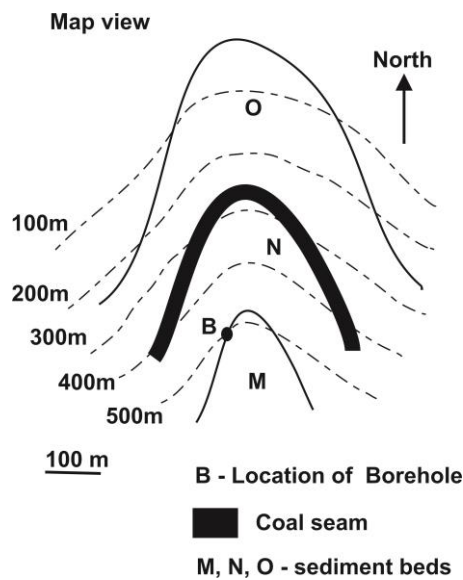 Map view
North
O
100m
N
200m
300m
B
400m
M
500m
100 m
B - Location of Borehole
Coal seam
M, N, O - sediment beds